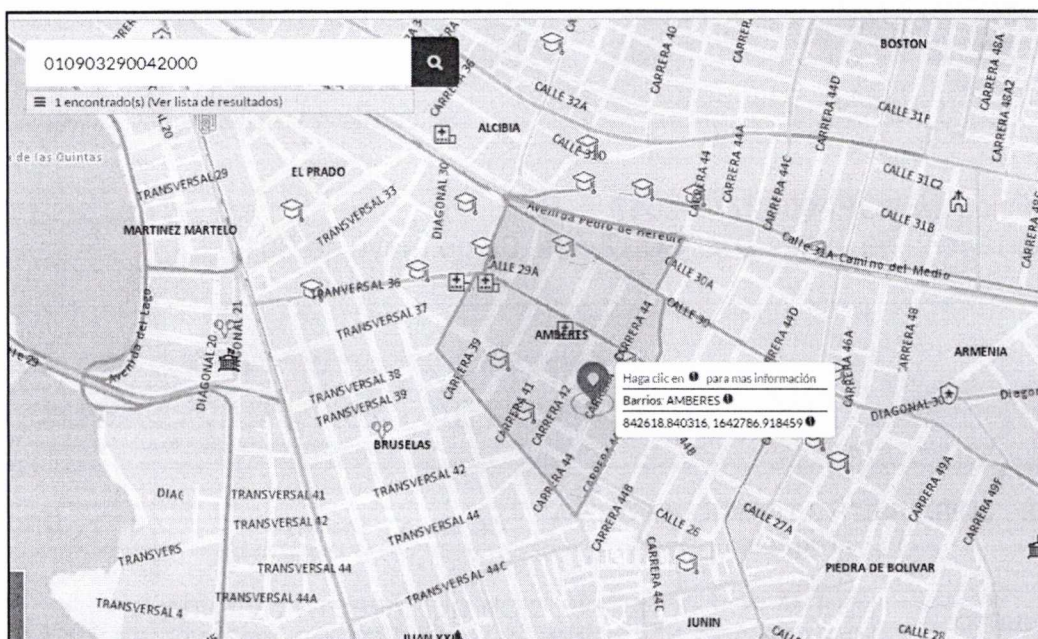 010903290042000
1 encontrado(s) (Ver lista de resultados)
CARRERA 36
CARRERA 40
BOSTON
CARRERA 44D
CARRERA 48A
CARRERA 48A2
CALLE 32A
CALLE 31F
ALCIBIA
EL PRADO
TRANSVERSAL 29
TRANSVERSAL 33
DIAGONAL 30
CARRERA 44
CARRERA 44A
CARRERA 44C
CALLE 31C2
CALLE 31B
MARTINEZ MARTELO
Avenida Pedro de Heredia
Calle 31A Camino del Medio
CALLE 29A
TRANVERSAL 36
CALLE 30A
TRANSVERSAL 37
CALLE 30
CARRERA 44
CARRERA 44D
CARRERA 46A
CARRERA 48
Avenida del Lago
DIAGONAL 20
DIAGONAL 21
AMBERES
ARMENIA
CARRERA 39
Haga clic en para mas información
Barrios: AMBERES
842618.840316, 1642786.918459
TRANSVERSAL 38
TRANSVERSAL 39
CARRERA 41
CARRERA 42
DIAGONAL 30
BRUSELAS
CARRERA 44
CARRERA 44B
TRANSVERSAL 42
TRANSVERSAL 41
TRANSVERSAL 42
TRANSVERSAL 44
CALLE 26
CALLE 27A
CARRERA 49A
CARRERA 49F
TRANSVERSAL 44
TRANSVERSAL 44C
CARRERA 44C
PIEDRA DE BOLIVAR
TRANSVERSAL 44A
JUNIN
CALLE 28